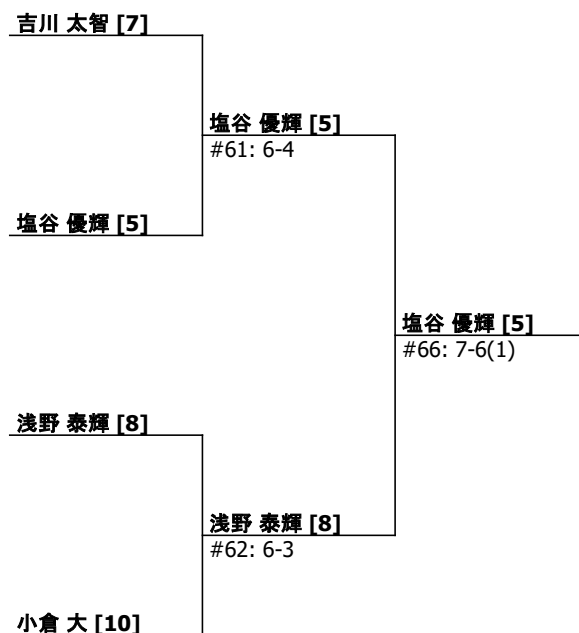 吉川 太智 [7]
塩谷 優輝 [5]
#61: 6-4
塩谷 優輝 [5]
塩谷 優輝 [5]
#66: 7-6(1)
浅野 泰輝 [8]
浅野 泰輝 [8]
#62: 6-3
小倉 大 [10]